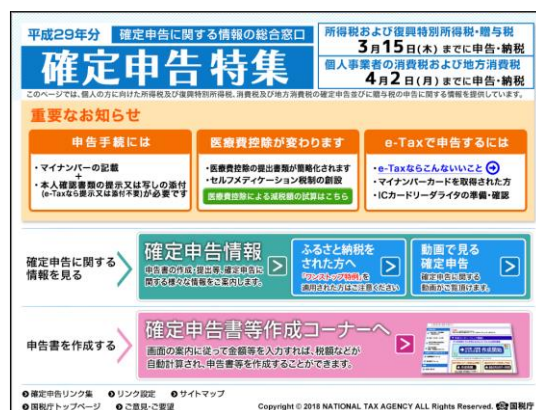 平成29年分 確定申告に関する情報の総合窓口
確定申告 特集
所得税および復興特別所得税・贈与税
3月15日(木) までに申告・納税
個人事業者の消費税および地方消費税
4月2日(月) までに申告・納税
このページでは、個人の方に向けた所得税及び復興特別所得税、消費税及び地方消費税の確定申告並びに贈与税の申告に関する情報を提供しています。
重要なお知らせ
申告手続には
・マイナンバーの記載
+
・本人確認書類の提示又は写しの添付
(e-Taxなら提示又は添付不要)が必要です
医療費控除が変わります
・医療費控除の提出書類が簡略化されます
・セルフメディケーション税制の創設
医療費控除による減税額の試算はこちら
e-Taxで申告するには
・e-Taxならこんないいこと
・マイナンバーカードを取得された方
・ICカードリーダライタの準備・確認
確定申告に関する
情報を見る
確定申告情報
申告書の作成・提出等、確定申告に
関する様々な情報をご案内します。
ふるさと納税を
された方へ
「ワンストップ特例」を
適用された方はご注意ください
動画で見る
確定申告
確定申告に関する
動画がご覧頂けます。
申告書を作成する
確定申告書等作成コーナーへ
画面の案内に従って金額等を入力すれば、税額などが
自動計算され、申告書等を作成することができます。
確定申告リンク集 リンク設定 サイトマップ
国税庁トップページ ご意見・ご要望
Copyright © 2018 NATIONAL TAX AGENCY ALL Rights Reserved. 国税庁